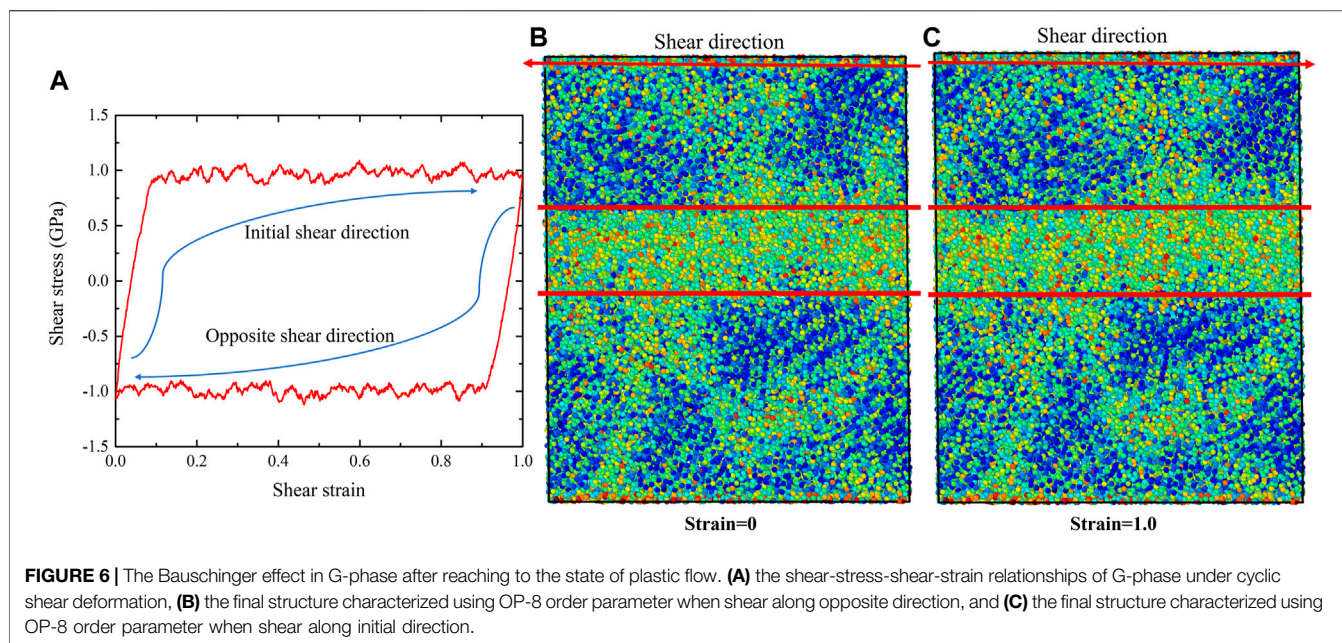 A
1.5
1.0
0.5
0.0
-0.5
-1.0
-1.5
Shear stress (GPa)
Initial shear direction
Opposite shear direction
0.0 0.2 0.4 0.6 0.8 1.0
Shear strain
B
Shear direction
Strain=0
C
Shear direction
Strain=1.0
FIGURE 6 | The Bauschinger effect in G-phase after reaching to the state of plastic flow. (A) the shear-stress-shear-strain relationships of G-phase under cyclic
shear deformation, (B) the final structure characterized using OP-8 order parameter when shear along opposite direction, and (C) the final structure characterized using
OP-8 order parameter when shear along initial direction.